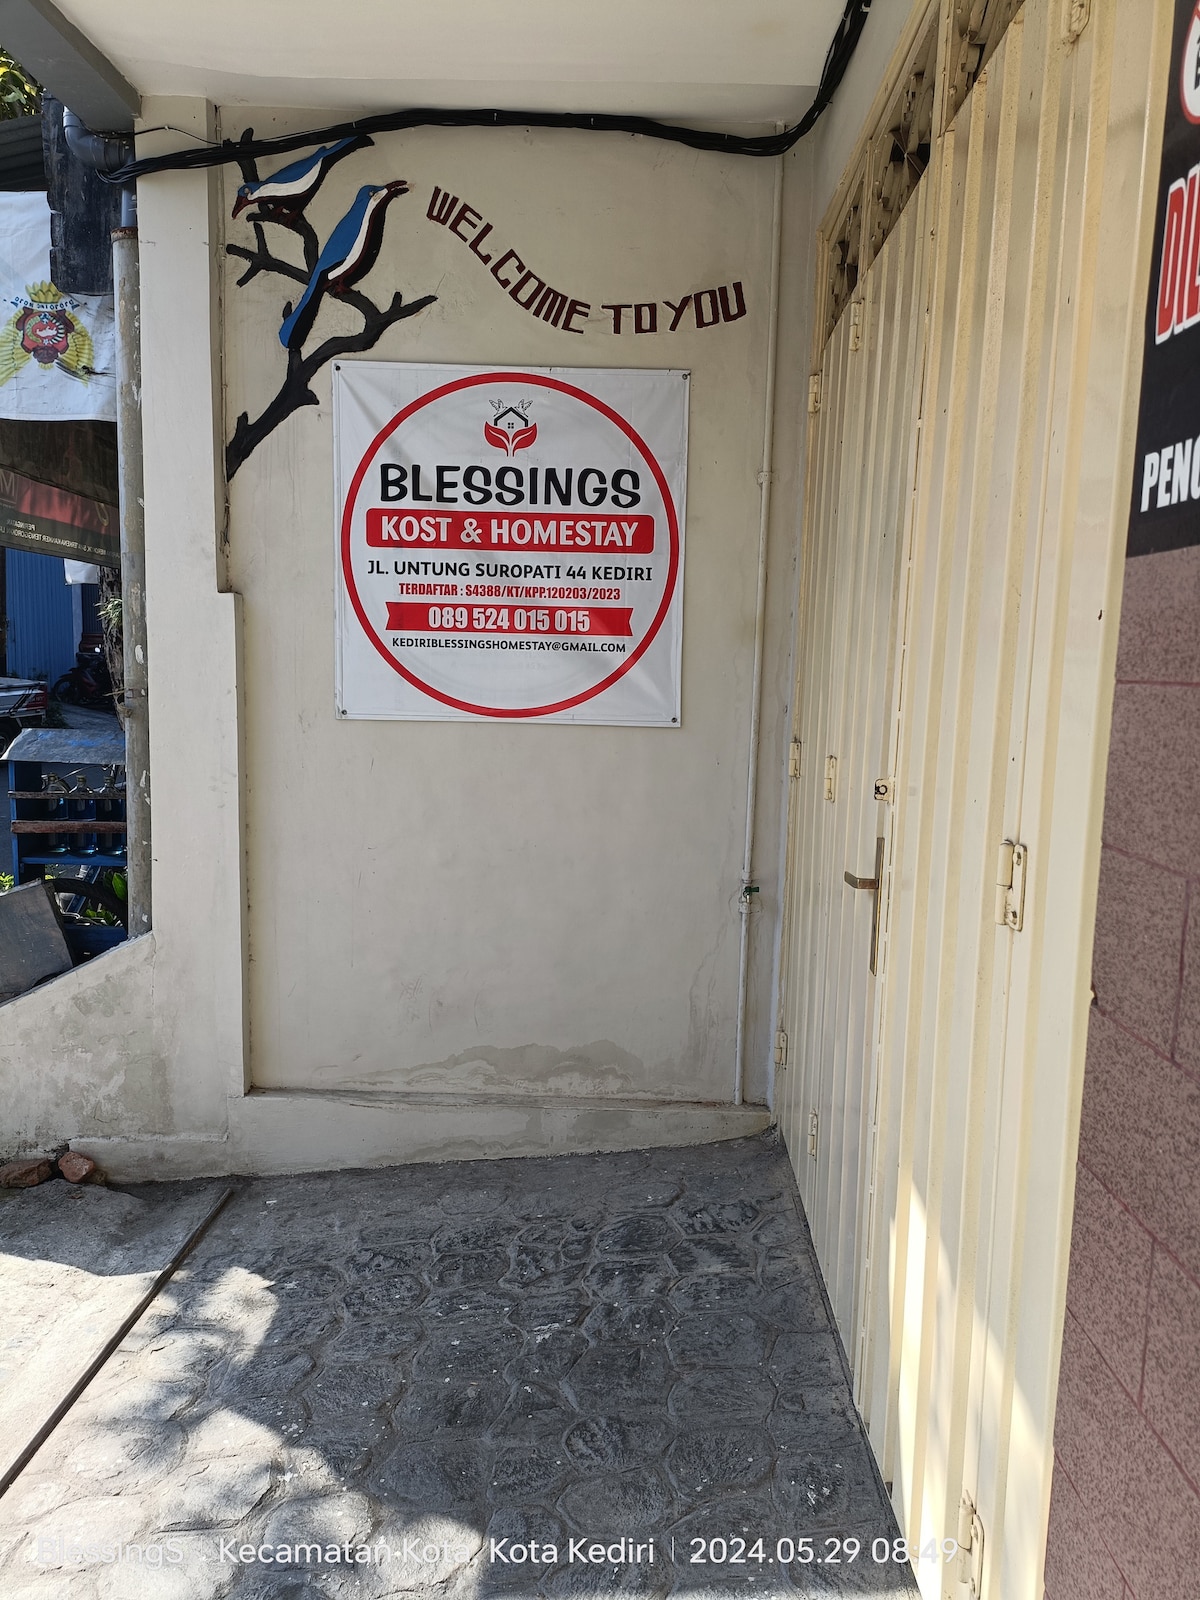 WELCOME TO YOU
BLESSINGS
KOST & HOMESTAY
JL. UNTUNG SUROPATI 44 KEDIRI
TERDAFTAR : S4388/KT/KPP.120203/2023
089 524 015 015
KEDIRIBLESSINGSHOMESTAY@GMAIL.COM
PENG
BlessingS . Kecamatan Kota, Kota Kediri | 2024.05.29 08:49